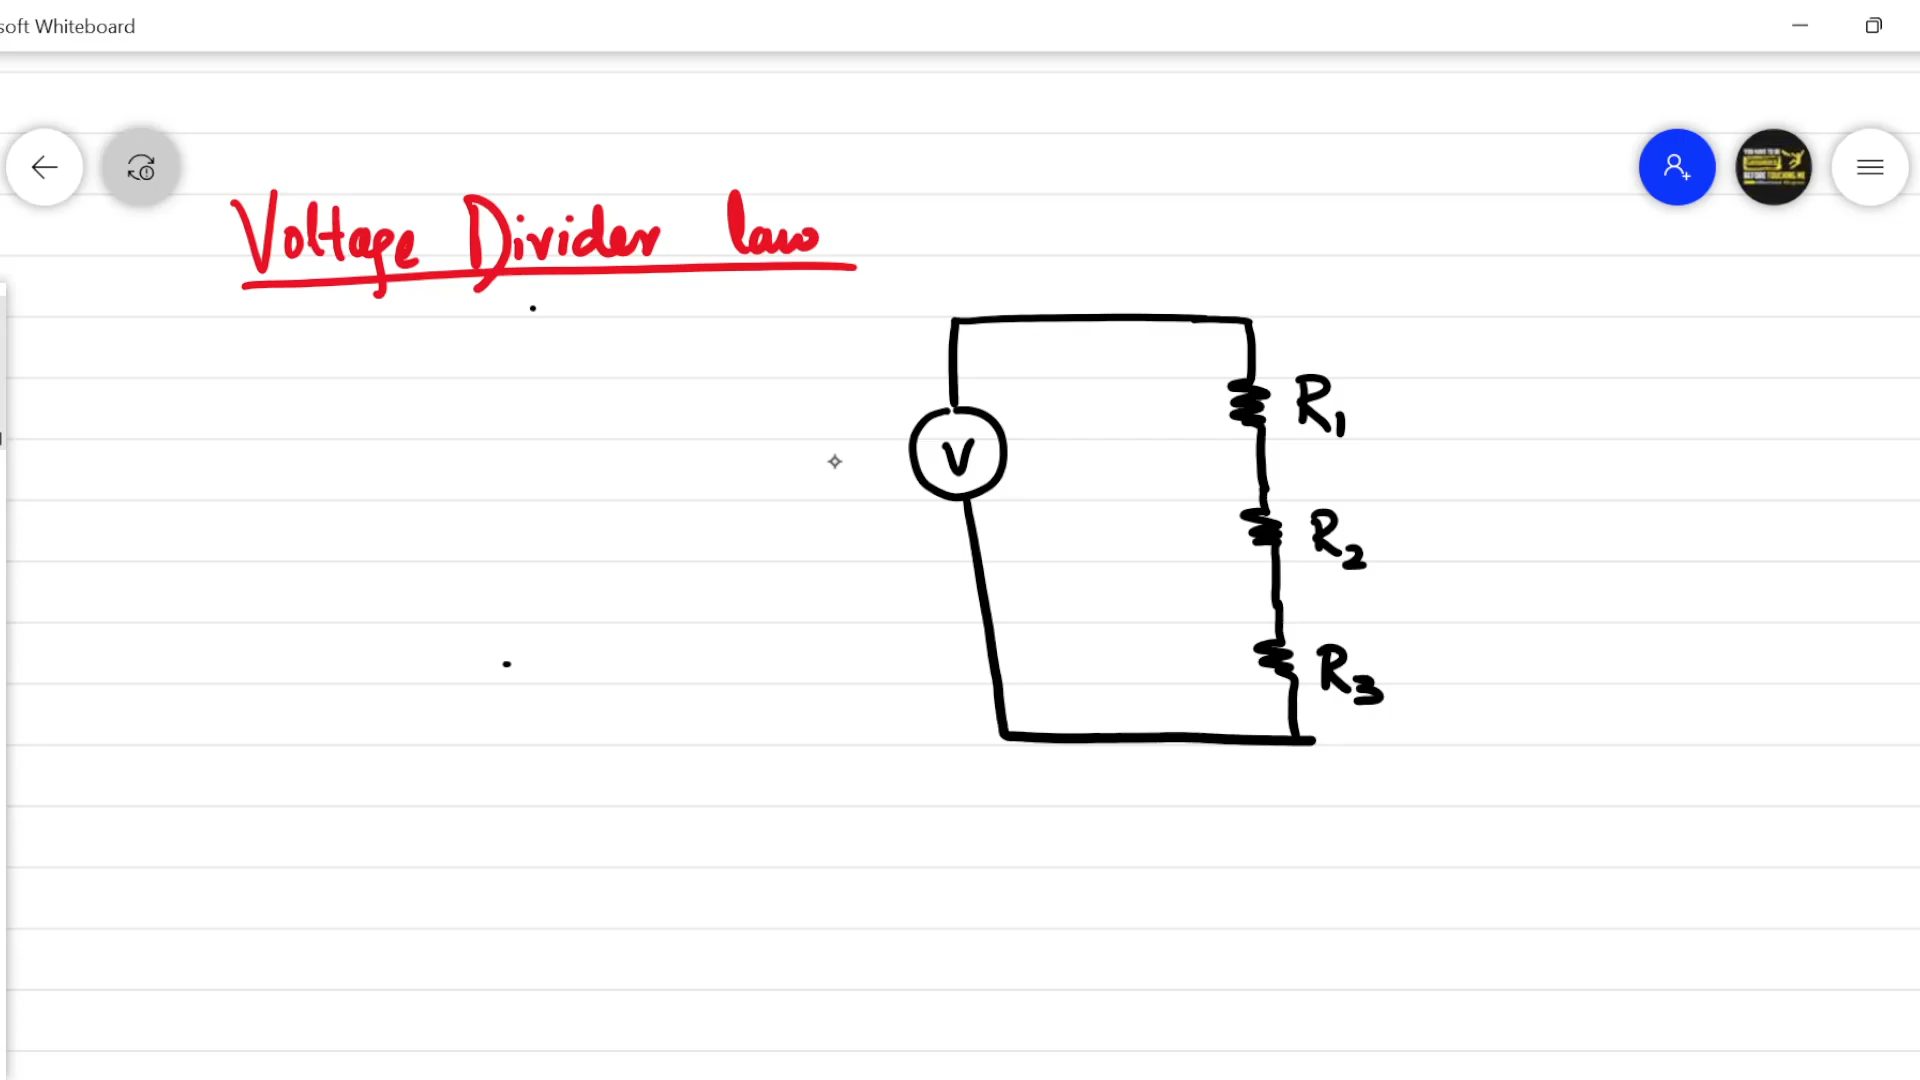 soft Whiteboard
Voltage Divider law
V
R1
R2
R3